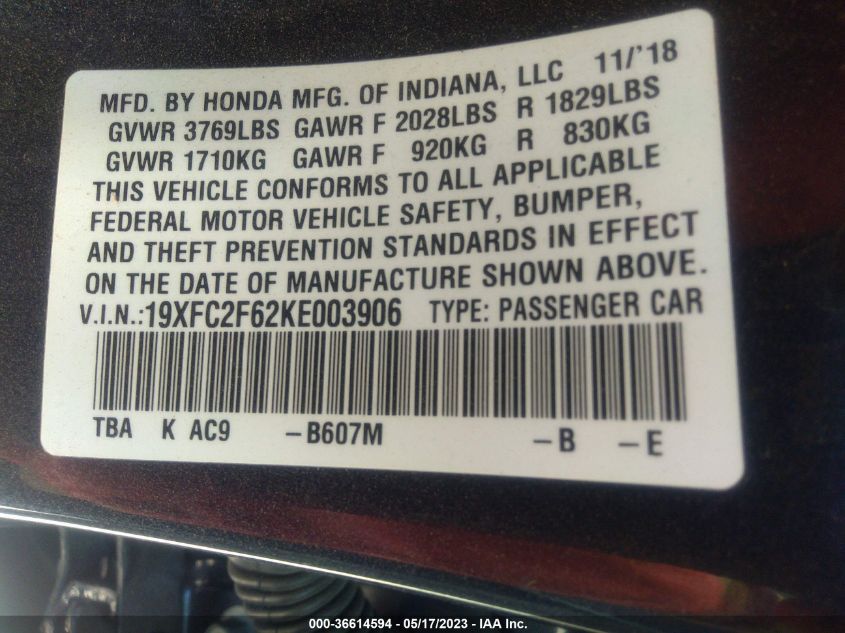 MFD. BY HONDA MFG. OF INDIANA, LLC 11/'18
GVWR 3769LBS GAWR F 2028LBS R 1829LBS
GVWR 1710KG GAWR F 920KG R 830KG
THIS VEHICLE CONFORMS TO ALL APPLICABLE
FEDERAL MOTOR VEHICLE SAFETY, BUMPER,
AND THEFT PREVENTION STANDARDS IN EFFECT
ON THE DATE OF MANUFACTURE SHOWN ABOVE.
V.I.N.:19XFC2F62KE003906 TYPE: PASSENGER CAR
TBA K AC9 -B607M -B -E
000-36614594 - 05/17/2023 - IAA Inc.